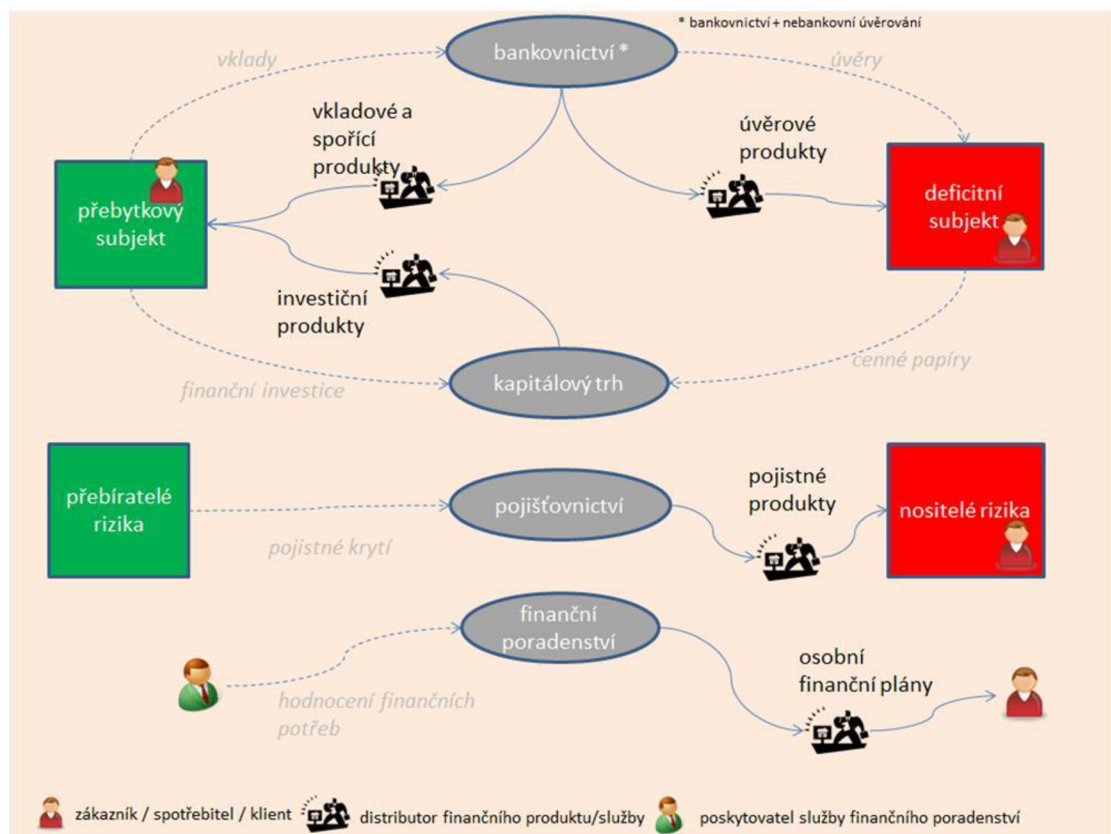 * bankovnictví + nebankovní úvěrování
vklady
bankovnictví *
úvěry
vkladové a
spořící
produkty
úvěrové
produkty
přebytkový
subjekt
deficitní
subjekt
investiční
produkty
finanční investice
kapitálový trh
cenné papíry
přebíratelé
rizika
pojistné krytí
pojišťovnictví
pojistné
produkty
nositelé rizika
finanční
poradenství
hodnocení finančních
potřeb
osobní
finanční plány
zákazník / spotřebitel / klient
distributor finančního produktu/služby
poskytovatel služby finančního poradenství